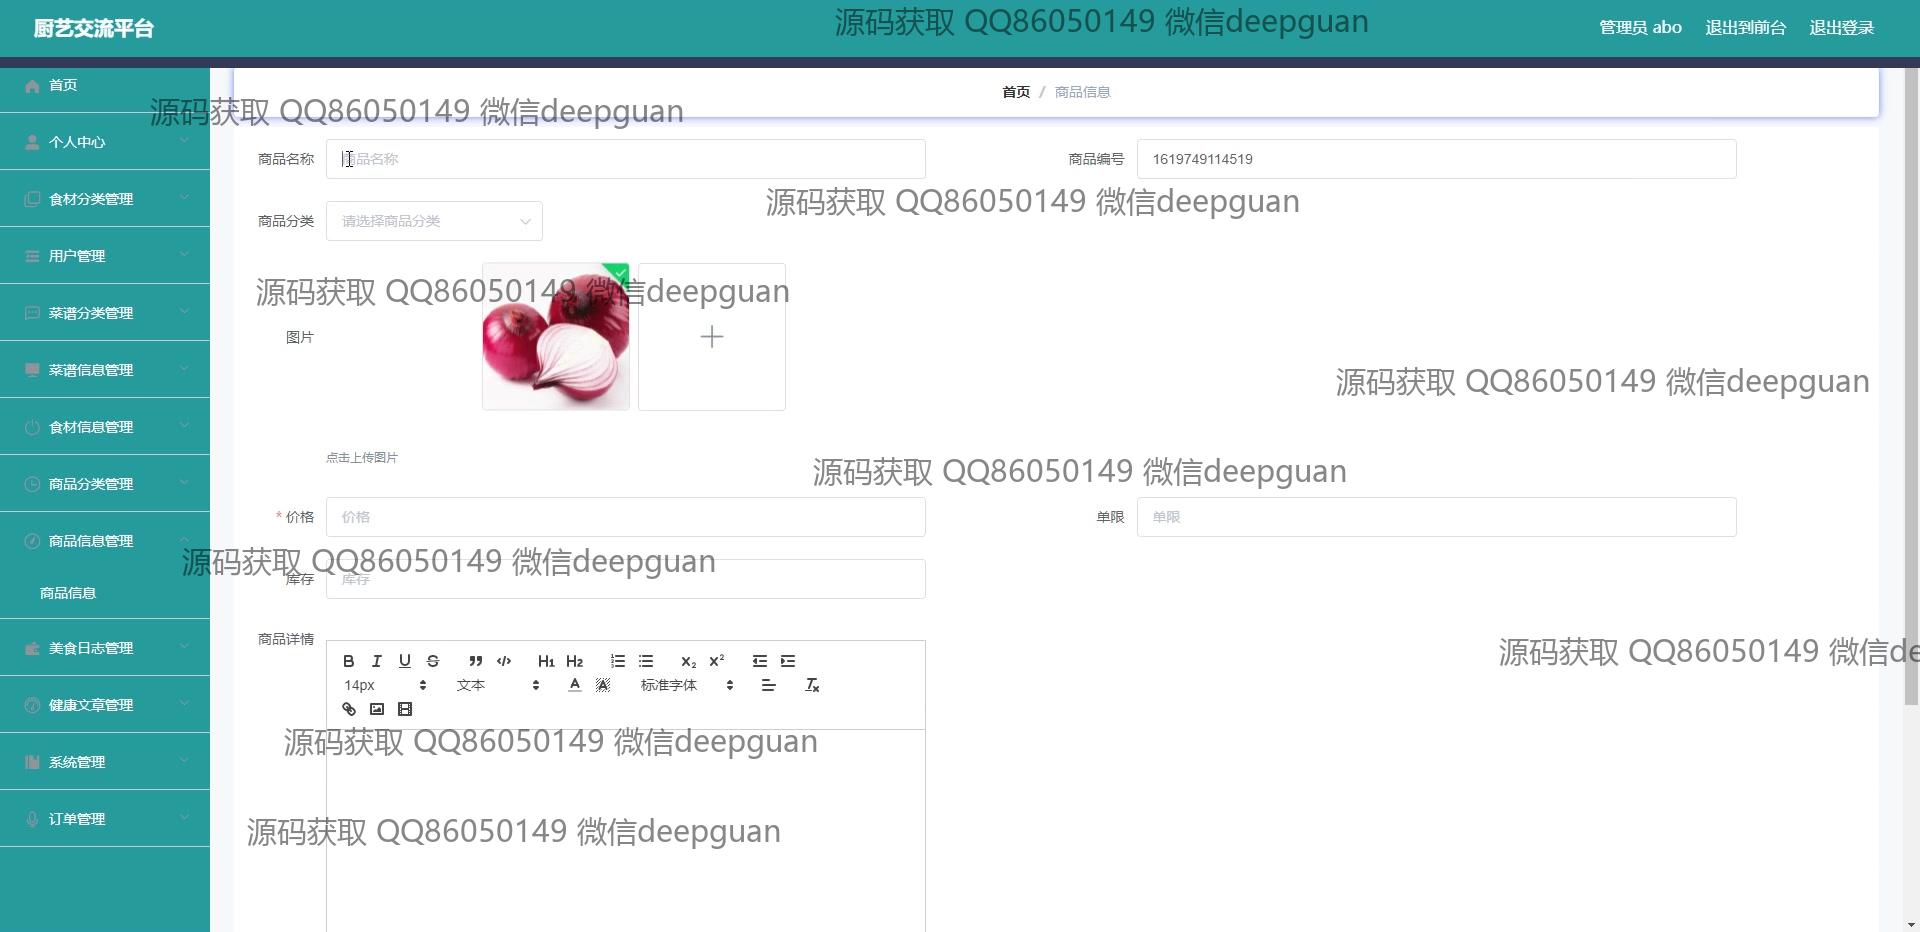 厨艺交流平台
源码获取 QQ86050149 微信deepguan
管理员 abo
退出到前台
退出登录
首页
个人中心
食材分类管理
用户管理
菜谱分类管理
菜谱信息管理
食材信息管理
商品分类管理
商品信息管理
商品信息
美食日志管理
健康文章管理
系统管理
订单管理
首页 / 商品信息
源码获取 QQ86050149 微信deepguan
商品名称 商品名称
商品编号 1619749114519
源码获取 QQ86050149 微信deepguan
商品分类 请选择商品分类
源码获取 QQ86050149 微信deepguan
图片
源码获取 QQ86050149 微信deepguan
点击上传图片
源码获取 QQ86050149 微信deepguan
* 价格 价格
单限 单限
源码获取 QQ86050149 微信deepguan
库存 库存
商品详情
源码获取 QQ86050149 微信de
B I U S H1 H2 X2 X2
14px 文本 A A 标准字体 Tx
源码获取 QQ86050149 微信deepguan
源码获取 QQ86050149 微信deepguan